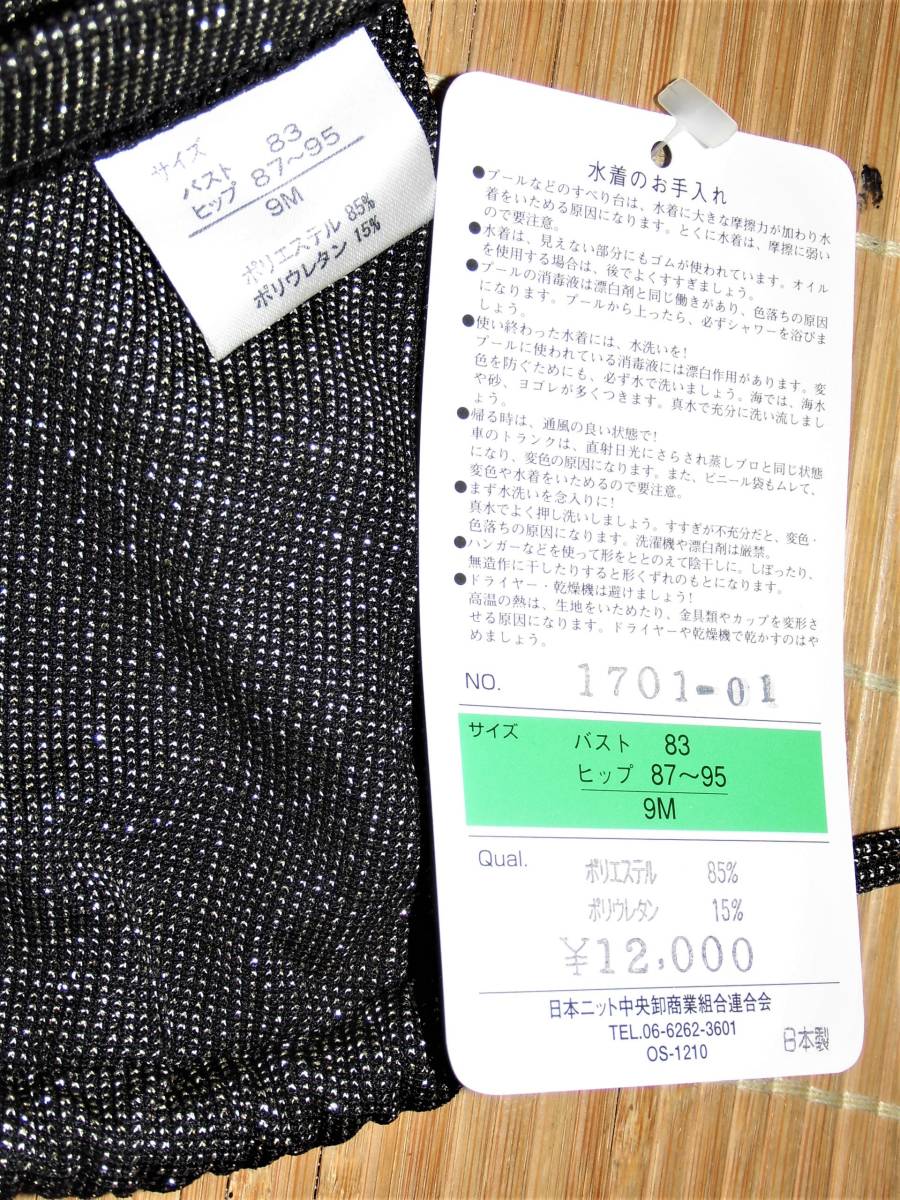 サイズ
バスト 83
ヒップ 87〜95
9M
ポリエステル 85%
ポリウレタン 15%
水着のお手入れ
●プールなどのすべり台は、水着に大きな摩擦力が加わり水
着をいためる原因になります。とくに水着は、摩擦に弱い
ので要注意。
●水着は、見えない部分にもゴムが使われています。オイル
を使用する場合は、後でよくすすぎましょう。
●プールの消毒液は漂白剤と同じ働きがあり、色落ちの原因
になります。プールから上ったら、必ずシャワーを浴びま
しょう。
●使い終わった水着には、水洗いを!
プールに使われている消毒液には漂白作用があります。変
色を防ぐためにも、必ず水で洗いましょう。海では、海水
や砂、ヨゴレが多くつきます。真水で充分に洗い流しまし
ょう。
●帰る時は、通風の良い状態で!
車のトランクは、直射日光にさらされ蒸しブロと同じ状態
になり、変色の原因になります。また、ビニール袋もムレて、
変色や水着をいためるので要注意。
●まず水洗いを念入りに!
真水でよく押し洗いしましょう。すすぎが不充分だと、変色・
色落ちの原因になります。洗濯機や漂白剤は厳禁。
●ハンガーなどを使って形をととのえて陰干しに。しぼったり、
無造作に干したりすると形くずれのもとになります。
●ドライヤー・乾燥機は避けましょう!
高温の熱は、生地をいためたり、金具類やカップを変形さ
せる原因になります。ドライヤーや乾燥機で乾かすのはや
めましょう。
NO. 1701-01
サイズ バスト 83
ヒップ 87〜95
9M
Qual. ポリエステル 85%
ポリウレタン 15%
¥12,000
日本ニット中央卸商業組合連合会
TEL.06-6262-3601
OS-1210
日本製